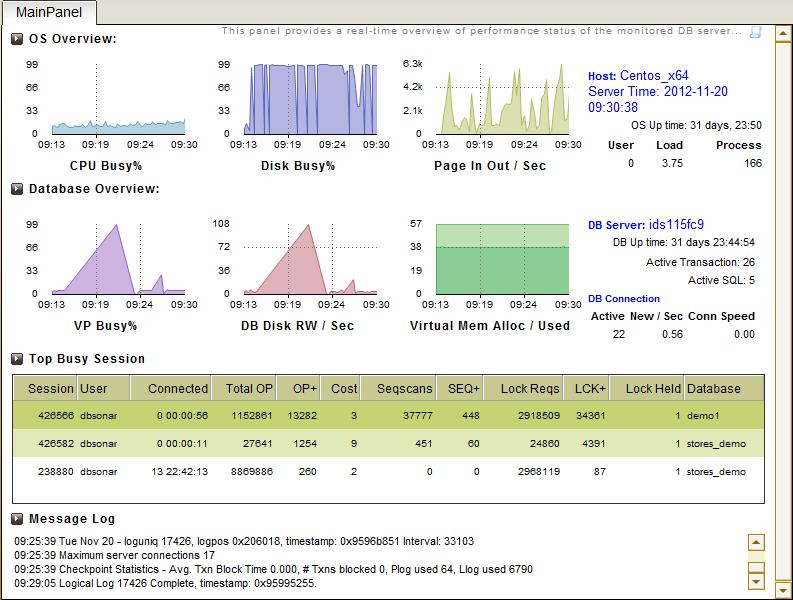 MainPanel
This panel provides a real-time overview of performance status of the monitored DB server...
OS Overview:
99
66
33
0
09:13 09:19 09:24 09:30
CPU Busy%
99
66
33
0
09:13 09:19 09:24 09:30
Disk Busy%
6.3k
4.2k
2.1k
0
09:13 09:19 09:24 09:30
Page In Out / Sec
Host: Centos_x64
Server Time: 2012-11-20
09:30:38
OS Up time: 31 days, 23:50
User Load Process
0 3.75 166
Database Overview:
99
66
33
0
09:13 09:19 09:24 09:30
VP Busy%
108
72
36
0
09:13 09:19 09:24 09:30
DB Disk RW / Sec
57
38
19
0
09:13 09:19 09:24 09:30
Virtual Mem Alloc / Used
DB Server: ids115fc9
DB Up time: 31 days 23:44:54
Active Transaction: 26
Active SQL: 5
DB Connection
Active New / Sec Conn Speed
22 0.56 0.00
Top Busy Session
Session User Connected Total OP OP+ Cost Seqscans SEQ+ Lock Reqs LCK+ Lock Held Database
426566 dbsonar 0 00:00:56 1152861 13282 3 37777 448 2918509 34361 1 demo1
426582 dbsonar 0 00:00:11 27641 1254 9 451 60 24860 4391 1 stores_demo
238880 dbsonar 13 22:42:13 8869886 260 2 0 0 2968119 87 1 stores_demo
Message Log
09:25:39 Tue Nov 20 - loguniq 17426, logpos 0x206018, timestamp: 0x9596b851 Interval: 33103
09:25:39 Maximum server connections 17
09:25:39 Checkpoint Statistics - Avg. Txn Block Time 0.000, # Txns blocked 0, Plog used 64, Llog used 6790
09:29:05 Logical Log 17426 Complete, timestamp: 0x95995255.